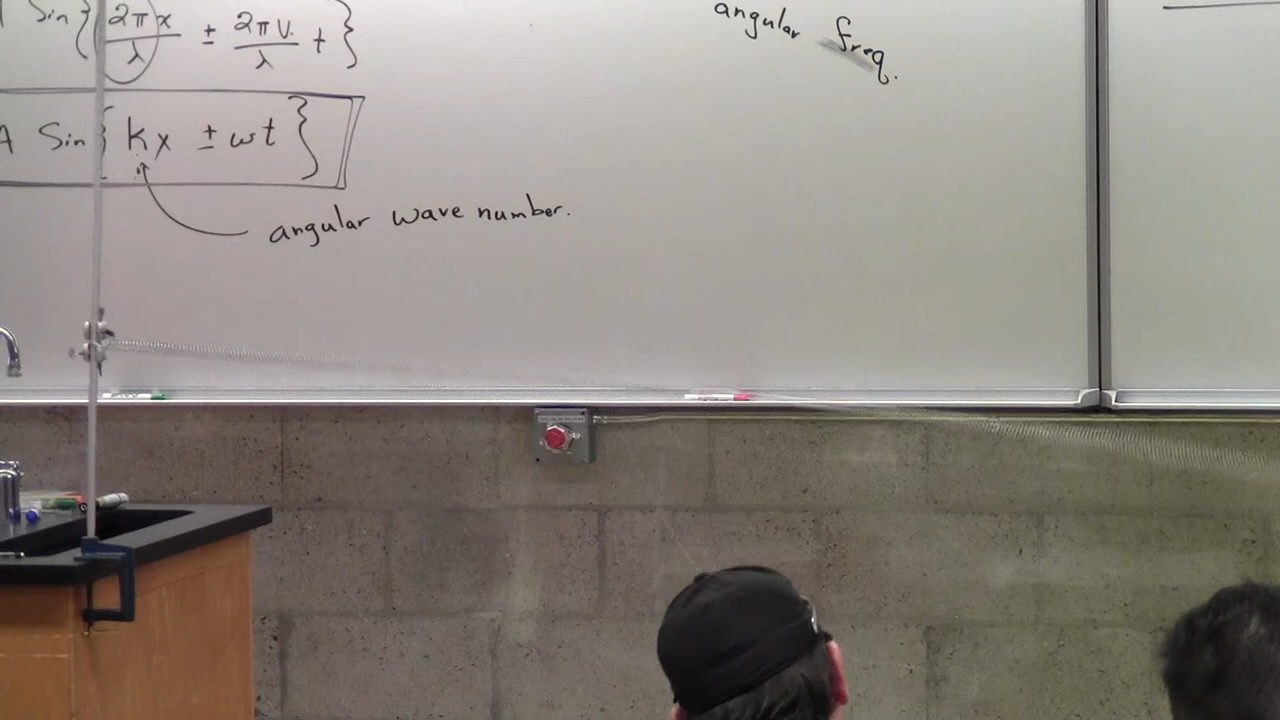 Sin{ 2πx/λ ± 2πv/λ t }
A Sin{ kx ± ωt }
angular wave number.
angular freq.